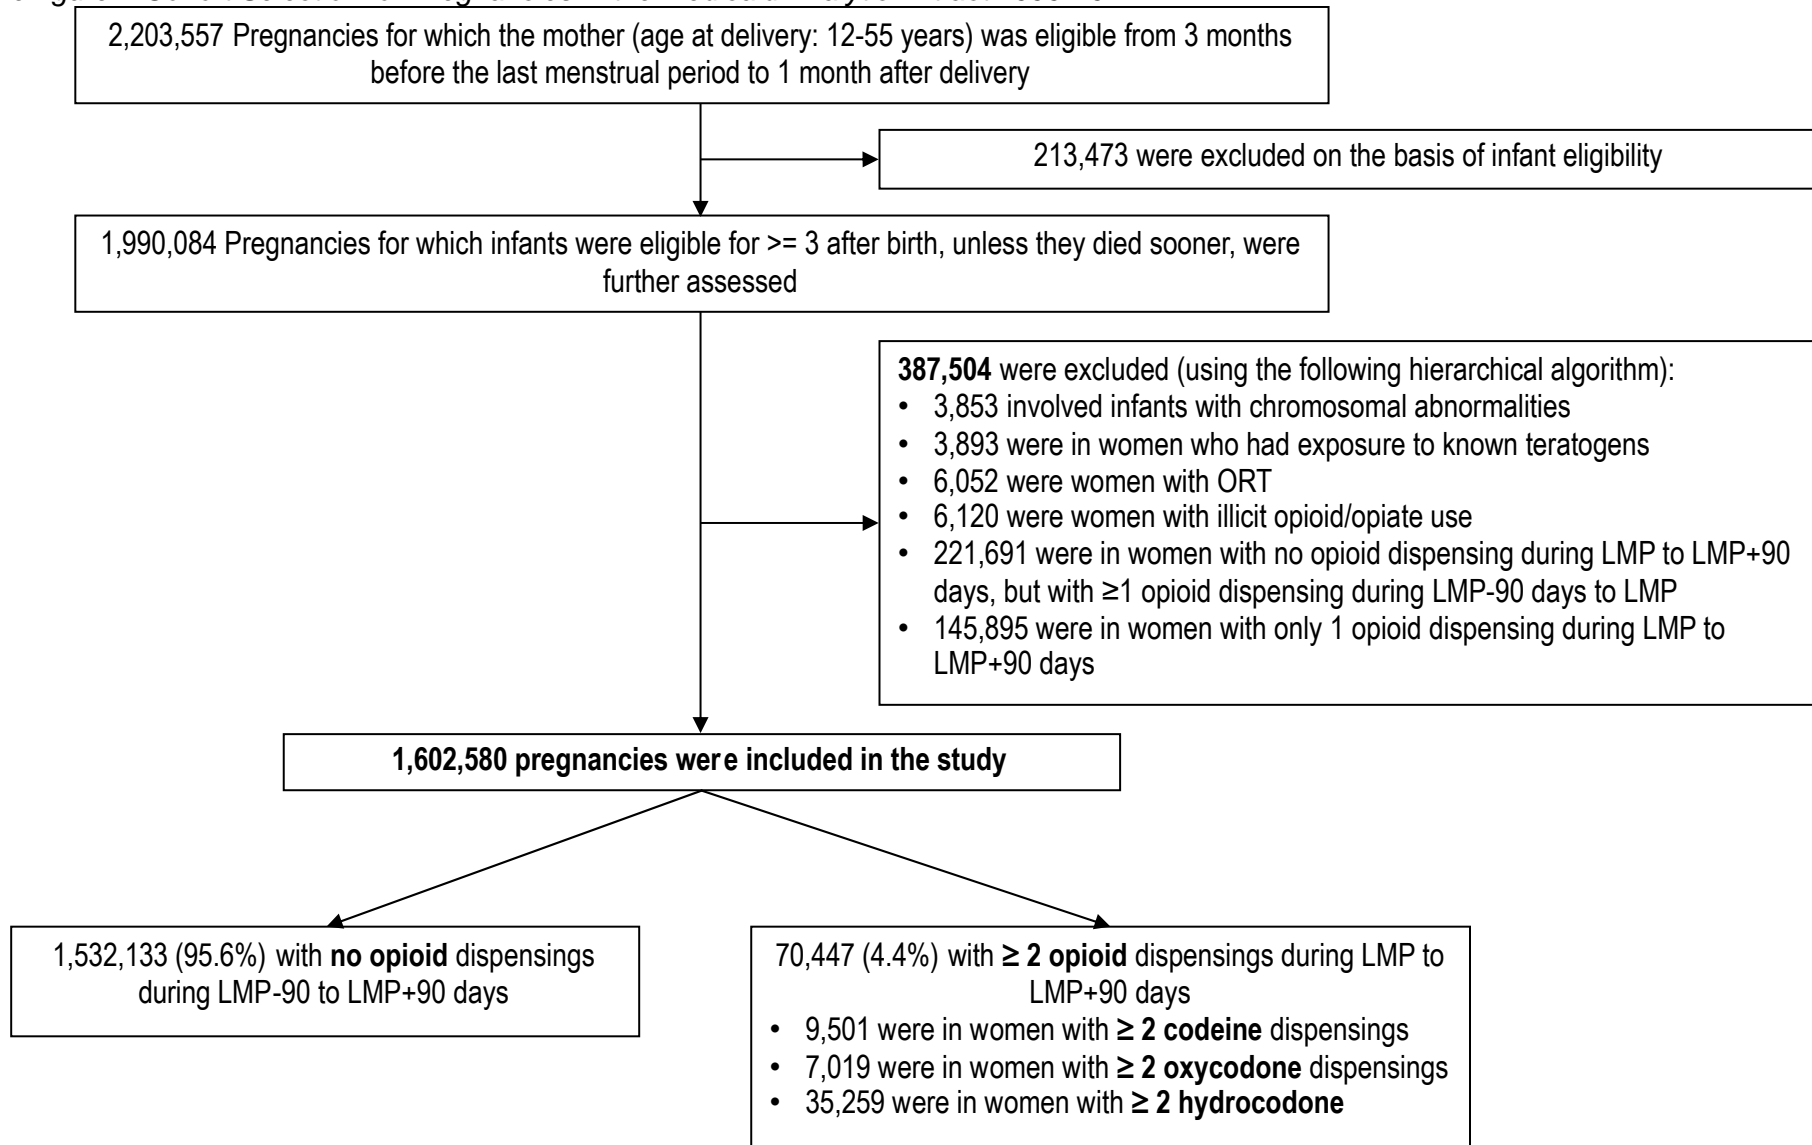 2,203,557 Pregnancies for which the mother (age at delivery: 12-55 years) was eligible from 3 months
before the last menstrual period to 1 month after delivery
213,473 were excluded on the basis of infant eligibility
1,990,084 Pregnancies for which infants were eligible for >= 3 after birth, unless they died sooner, were
further assessed
387,504 were excluded (using the following hierarchical algorithm):
• 3,853 involved infants with chromosomal abnormalities
• 3,893 were in women who had exposure to known teratogens
• 6,052 were women with ORT
• 6,120 were women with illicit opioid/opiate use
• 221,691 were in women with no opioid dispensing during LMP to LMP+90
days, but with ≥1 opioid dispensing during LMP-90 days to LMP
• 145,895 were in women with only 1 opioid dispensing during LMP to
LMP+90 days
1,602,580 pregnancies were included in the study
1,532,133 (95.6%) with no opioid dispensings
during LMP-90 to LMP+90 days
70,447 (4.4%) with ≥ 2 opioid dispensings during LMP to
LMP+90 days
• 9,501 were in women with ≥ 2 codeine dispensings
• 7,019 were in women with ≥ 2 oxycodone dispensings
• 35,259 were in women with ≥ 2 hydrocodone